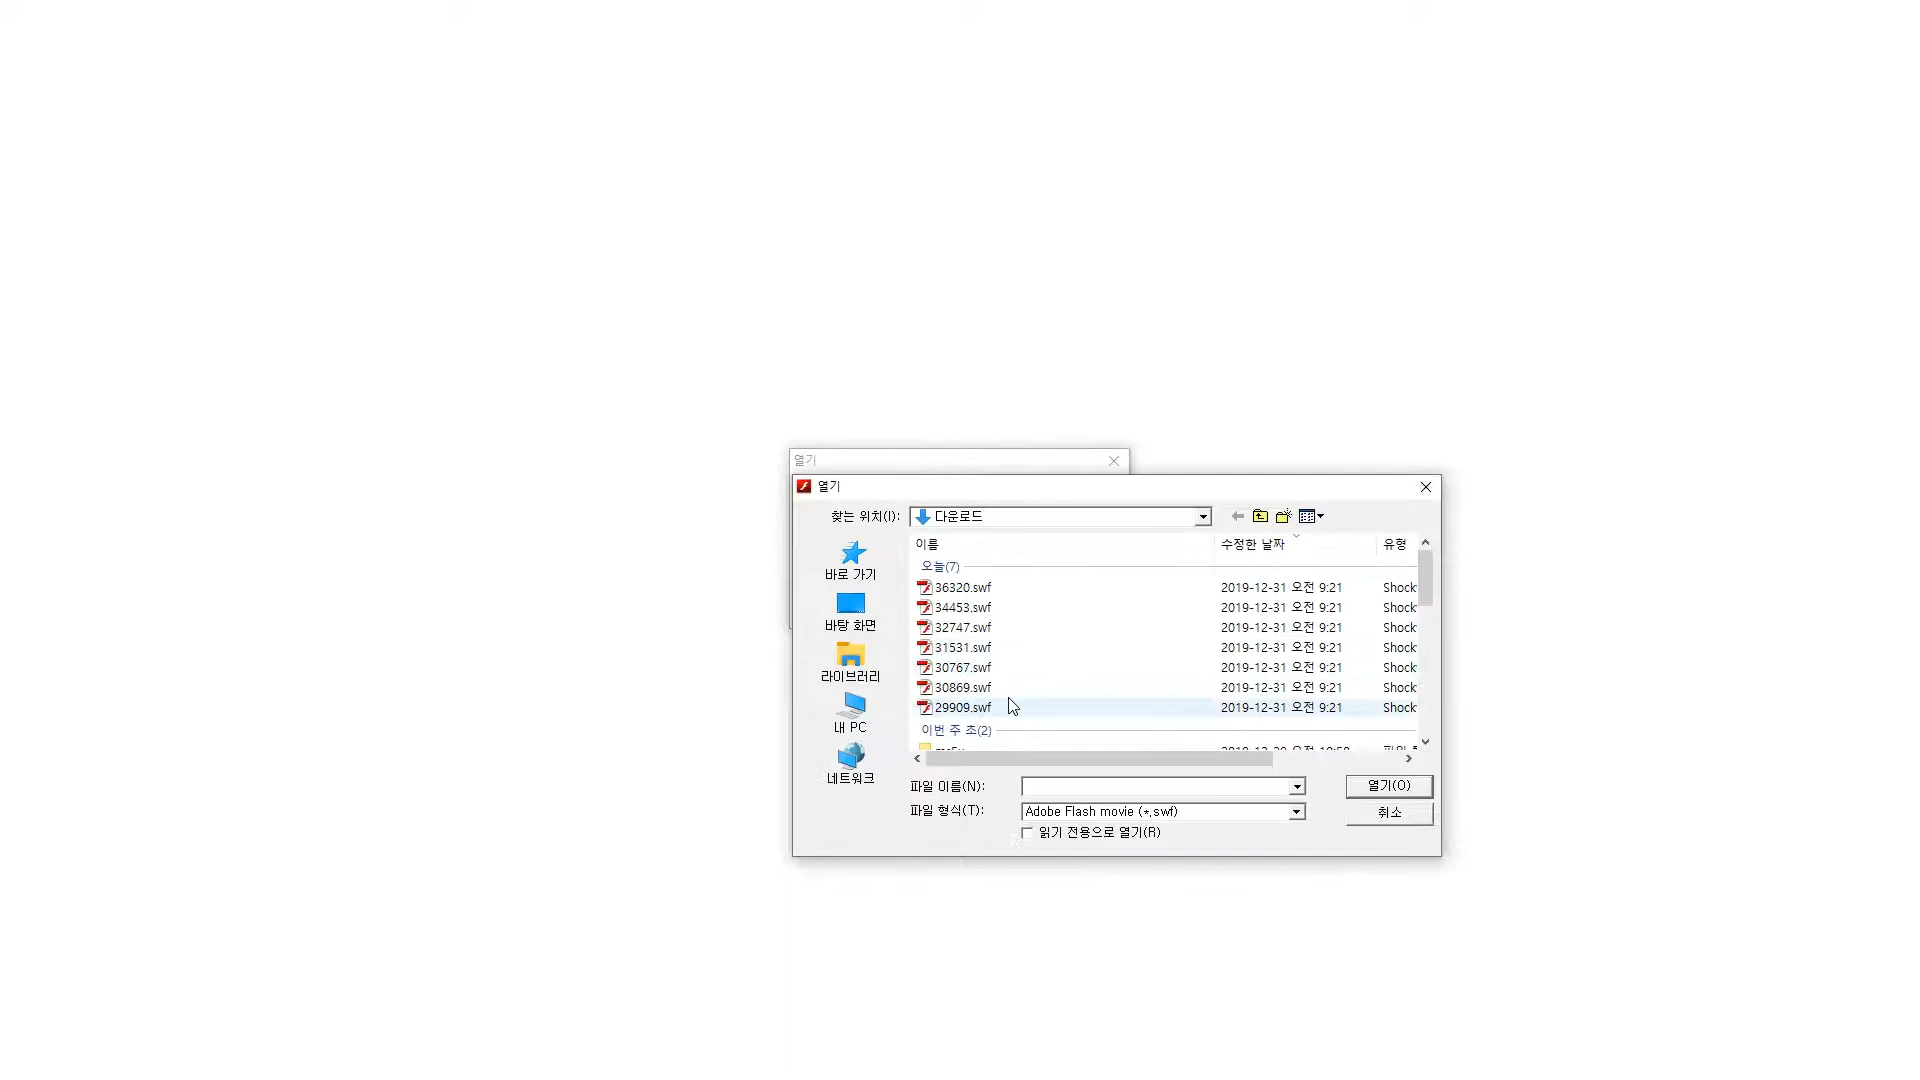 열기
열기
찾는 위치(I): 다운로드
이름 수정한 날짜 유형
바로 가기
바탕 화면
라이브러리
내 PC
네트워크
오늘(7)
36320.swf 2019-12-31 오전 9:21 Shock
34453.swf 2019-12-31 오전 9:21 Shock
32747.swf 2019-12-31 오전 9:21 Shock
31531.swf 2019-12-31 오전 9:21 Shock
30767.swf 2019-12-31 오전 9:21 Shock
30869.swf 2019-12-31 오전 9:21 Shock
29909.swf 2019-12-31 오전 9:21 Shock
이번 주 초(2)
파일 이름(N): 열기(O)
파일 형식(T): Adobe Flash movie (*.swf) 취소
읽기 전용으로 열기(R)